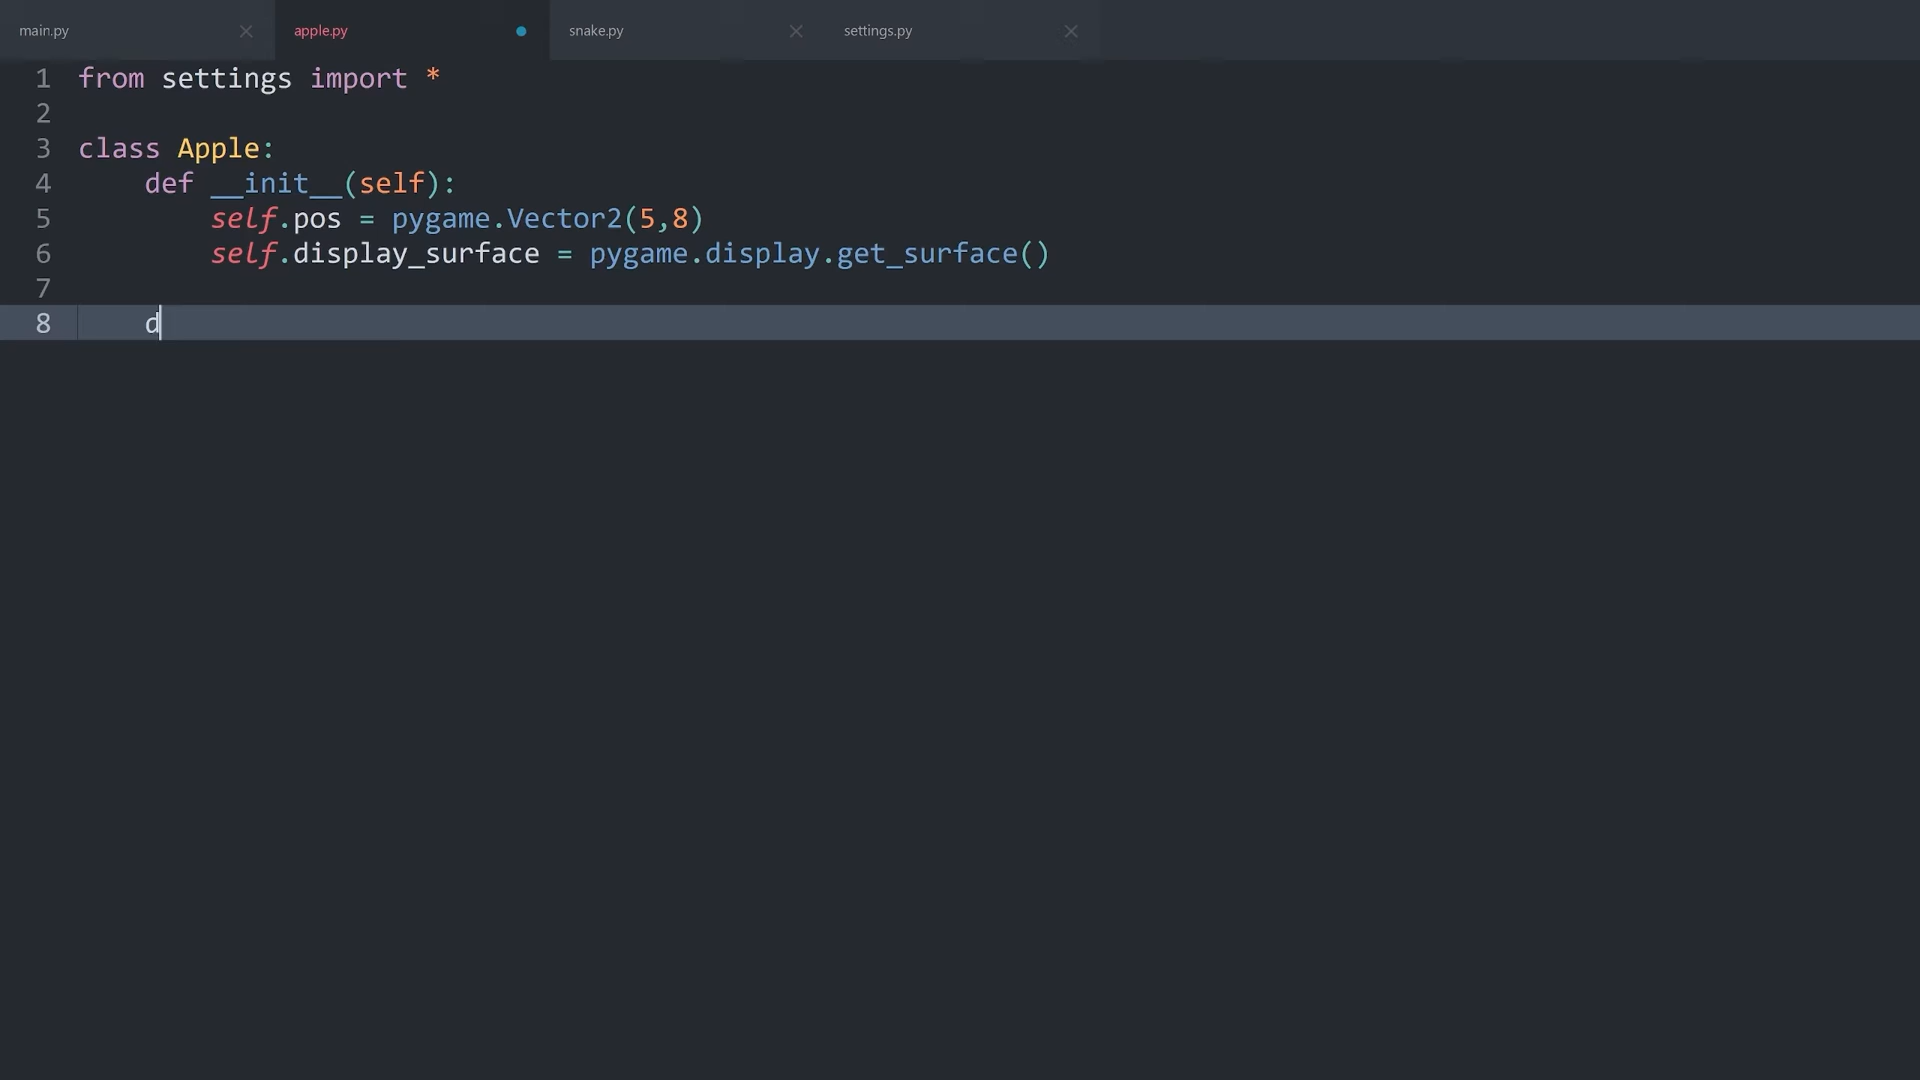 main.py apple.py snake.py settings.py
1 from settings import *
2
3 class Apple:
4     def __init__(self):
5         self.pos = pygame.Vector2(5,8)
6         self.display_surface = pygame.display.get_surface()
7
8     d